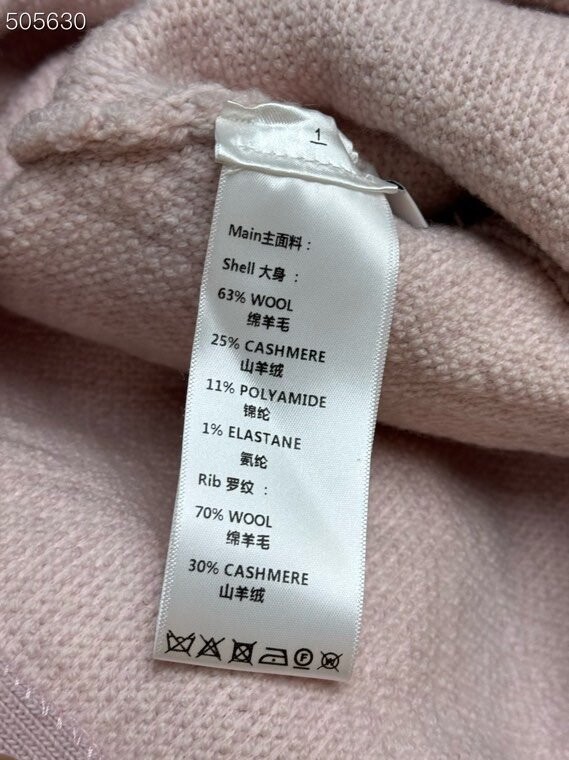 505630
1
Main主面料：
Shell 大身：
63% WOOL
绵羊毛
25% CASHMERE
山羊绒
11% POLYAMIDE
锦纶
1% ELASTANE
氨纶
Rib 罗纹：
70% WOOL
绵羊毛
30% CASHMERE
山羊绒
F W